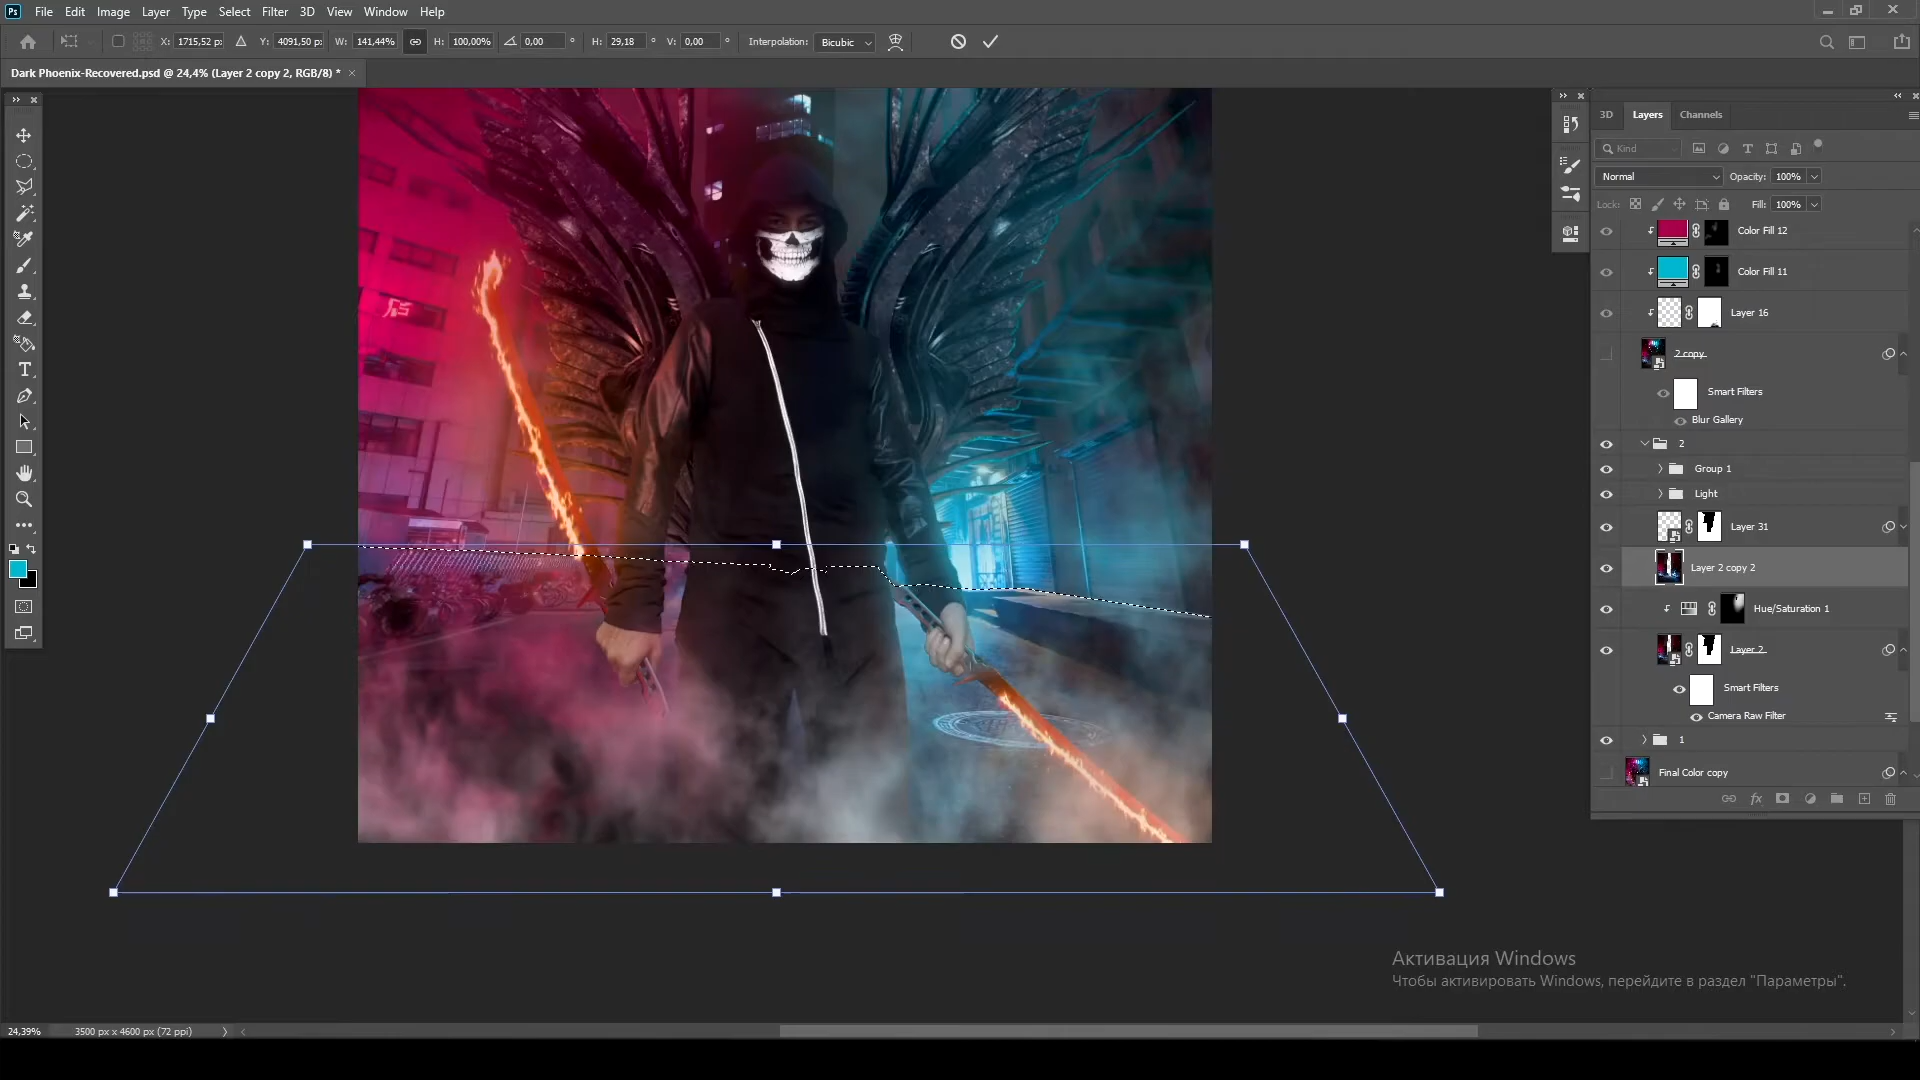 Ps File Edit Image Layer Type Select Filter 3D View Window Help
X: 1715,52 p: Y: 4091,50 p: W: 141,44% H: 100,00% 0,00 ° H: 29,18 ° V: 0,00 ° Interpolation: Bicubic
Dark Phoenix-Recovered.psd @ 24,4% (Layer 2 copy 2, RGB/8) * ×
3D Layers Channels
Kind
Normal Opacity: 100%
Lock: Fill: 100%
Color Fill 12
Color Fill 11
Layer 16
2 copy
Smart Filters
Blur Gallery
2
Group 1
Light
Layer 31
Layer 2 copy 2
Hue/Saturation 1
Layer 2
Smart Filters
Camera Raw Filter
1
Final Color copy
fx
Активация Windows
Чтобы активировать Windows, перейдите в раздел "Параметры".
24,39% 3500 px x 4600 px (72 ppi)